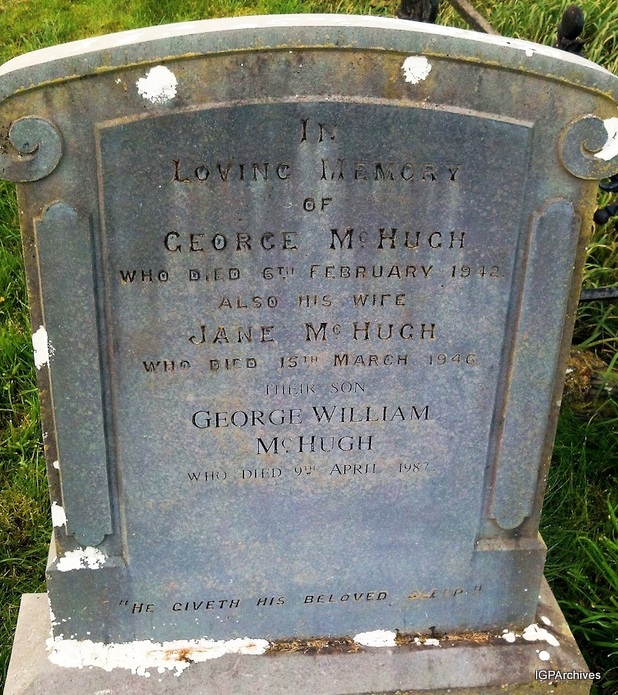 IN
LOVING MEMORY
OF
GEORGE McHUGH
WHO DIED 6TH FEBRUARY 1942
ALSO HIS WIFE
JANE McHUGH
WHO DIED 15TH MARCH 1946
THEIR SON
GEORGE WILLIAM
McHUGH
WHO DIED 9TH APRIL 1987
"HE GIVETH HIS BELOVED SLEEP."
IGPArchives